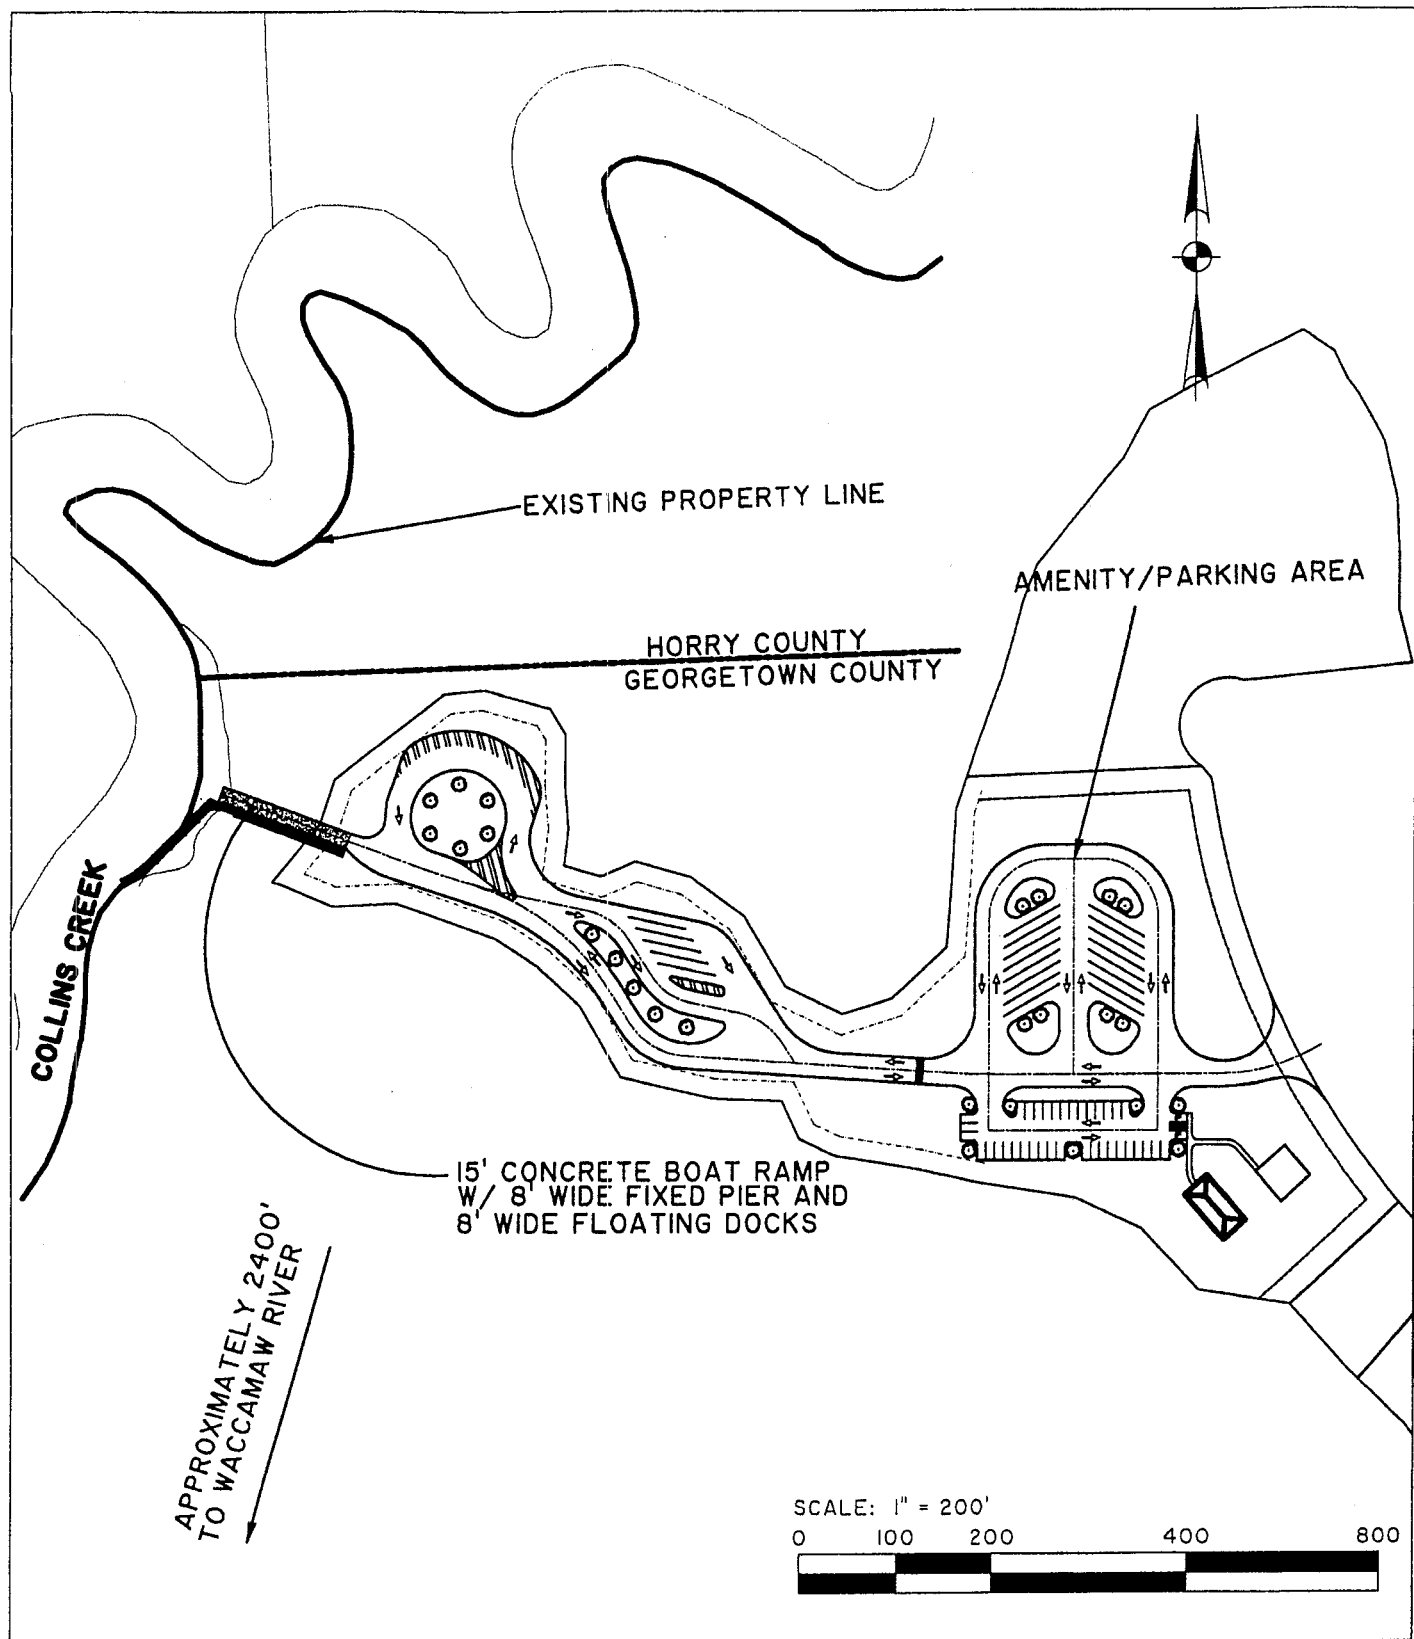 EXISTING PROPERTY LINE
AMENITY/PARKING AREA
HORRY COUNTY
GEORGETOWN COUNTY
COLLINS CREEK
15' CONCRETE BOAT RAMP
W/ 8' WIDE FIXED PIER AND
8' WIDE FLOATING DOCKS
APPROXIMATELY 2400'
TO WACCAMAW RIVER
SCALE: 1" = 200'
0 100 200 400 800